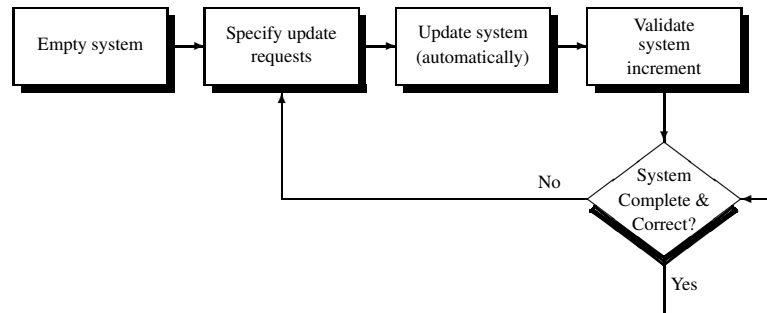 Empty system
Specify update
requests
Update system
(automatically)
Validate
system
increment
No
System
Complete &
Correct?
Yes